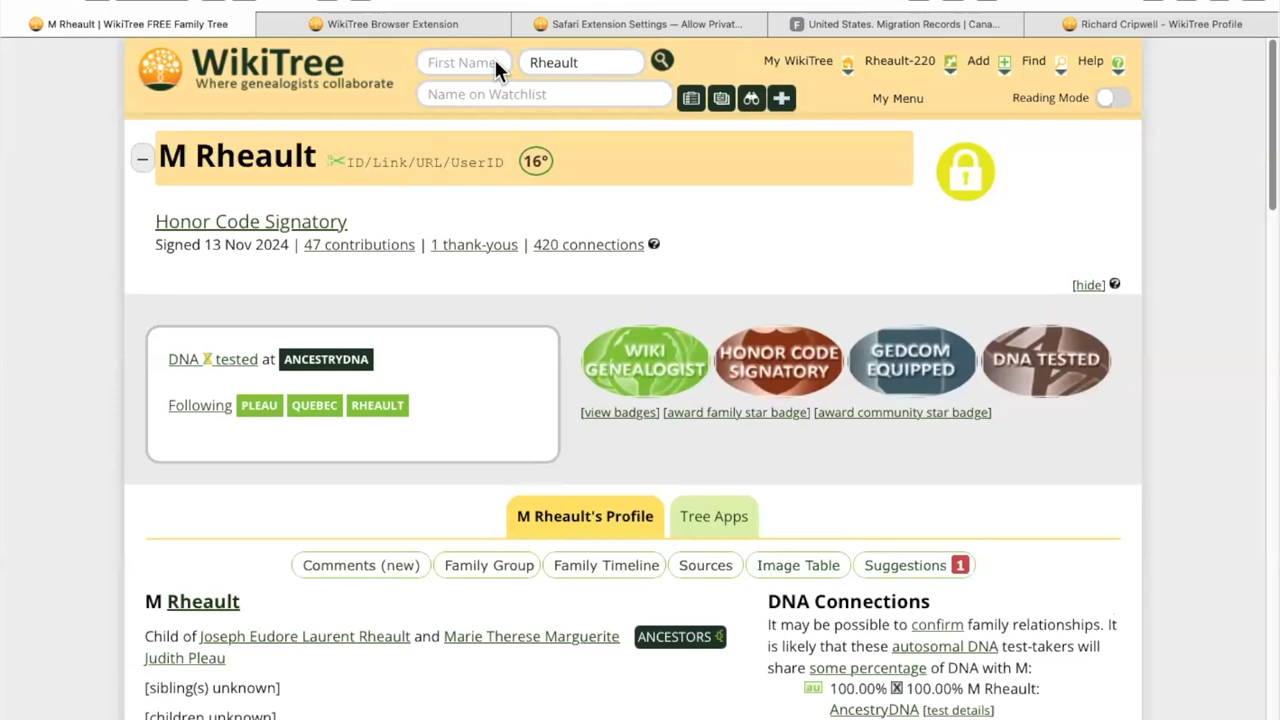 M Rheault | WikiTree FREE Family Tree
WikiTree Browser Extension
Safari Extension Settings — Allow Privat...
United States. Migration Records | Cana...
Richard Cripwell - WikiTree Profile
WikiTree
Where genealogists collaborate
First Name
Rheault
Name on Watchlist
My WikiTree
Rheault-220
Add
Find
Help
My Menu
Reading Mode
M Rheault
ID/Link/URL/UserID
16°
Honor Code Signatory
Signed 13 Nov 2024 | 47 contributions | 1 thank-yous | 420 connections
[hide]
DNA tested at ANCESTRYDNA
Following PLEAU QUEBEC RHEAULT
WIKI GENEALOGIST
HONOR CODE SIGNATORY
GEDCOM EQUIPPED
DNA TESTED
[view badges] [award family star badge] [award community star badge]
M Rheault's Profile
Tree Apps
Comments (new)
Family Group
Family Timeline
Sources
Image Table
Suggestions 1
M Rheault
Child of Joseph Eudore Laurent Rheault and Marie Therese Marguerite
Judith Pleau
ANCESTORS
[sibling(s) unknown]
[children unknown]
DNA Connections
It may be possible to confirm family relationships. It
is likely that these autosomal DNA test-takers will
share some percentage of DNA with M:
au 100.00% X 100.00% M Rheault:
AncestryDNA [test details]